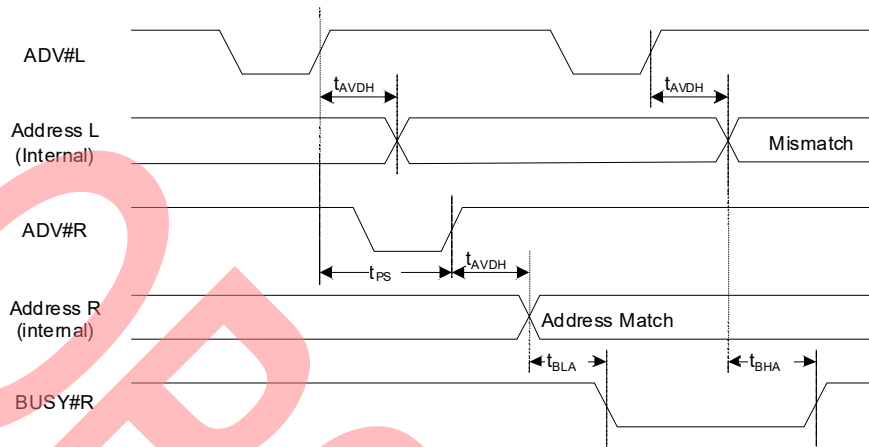 ADV#L
tAVDH
tAVDH
Address L
(Internal)
Mismatch
ADV#R
tPS
tAVDH
Address R
(internal)
Address Match
tBLA
tBHA
BUSY#R